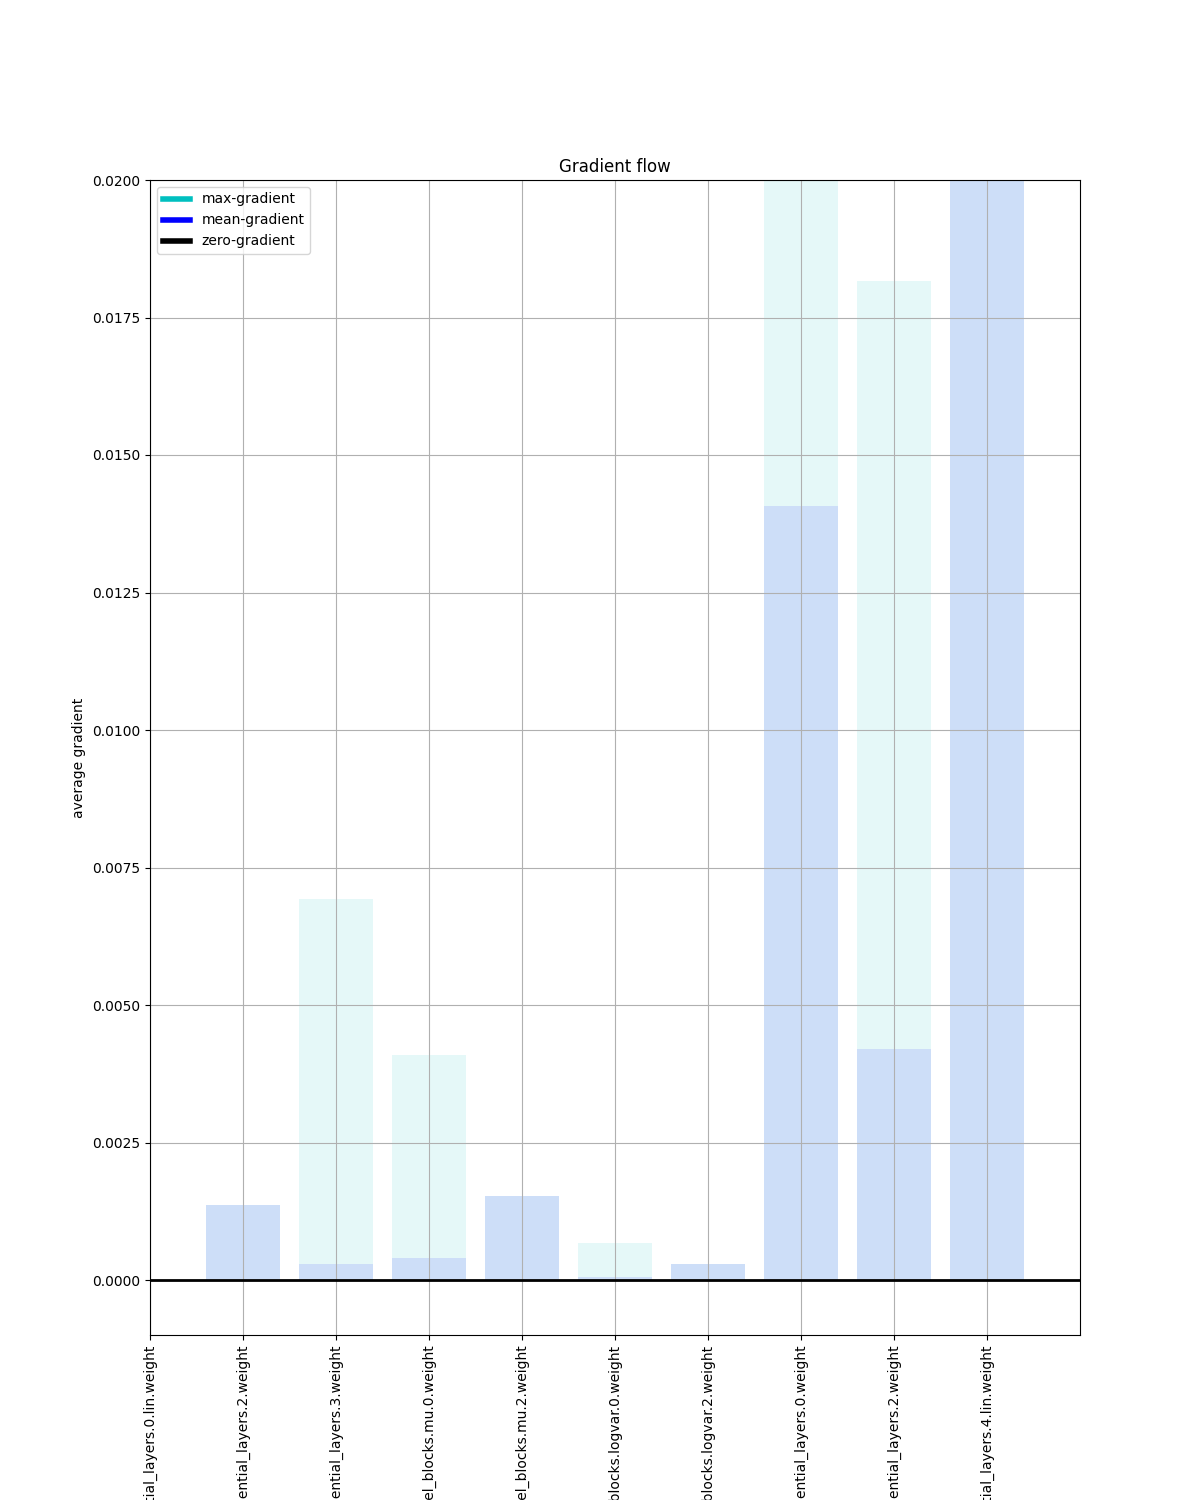 Gradient flow
max-gradient
mean-gradient
zero-gradient
0.0200
0.0175
0.0150
0.0125
0.0100
0.0075
0.0050
0.0025
0.0000
average gradient
tial_layers.0.lin.weight
ential_layers.2.weight
ential_layers.3.weight
el_blocks.mu.0.weight
el_blocks.mu.2.weight
blocks.logvar.0.weight
blocks.logvar.2.weight
ential_layers.0.weight
ential_layers.2.weight
tial_layers.4.lin.weight